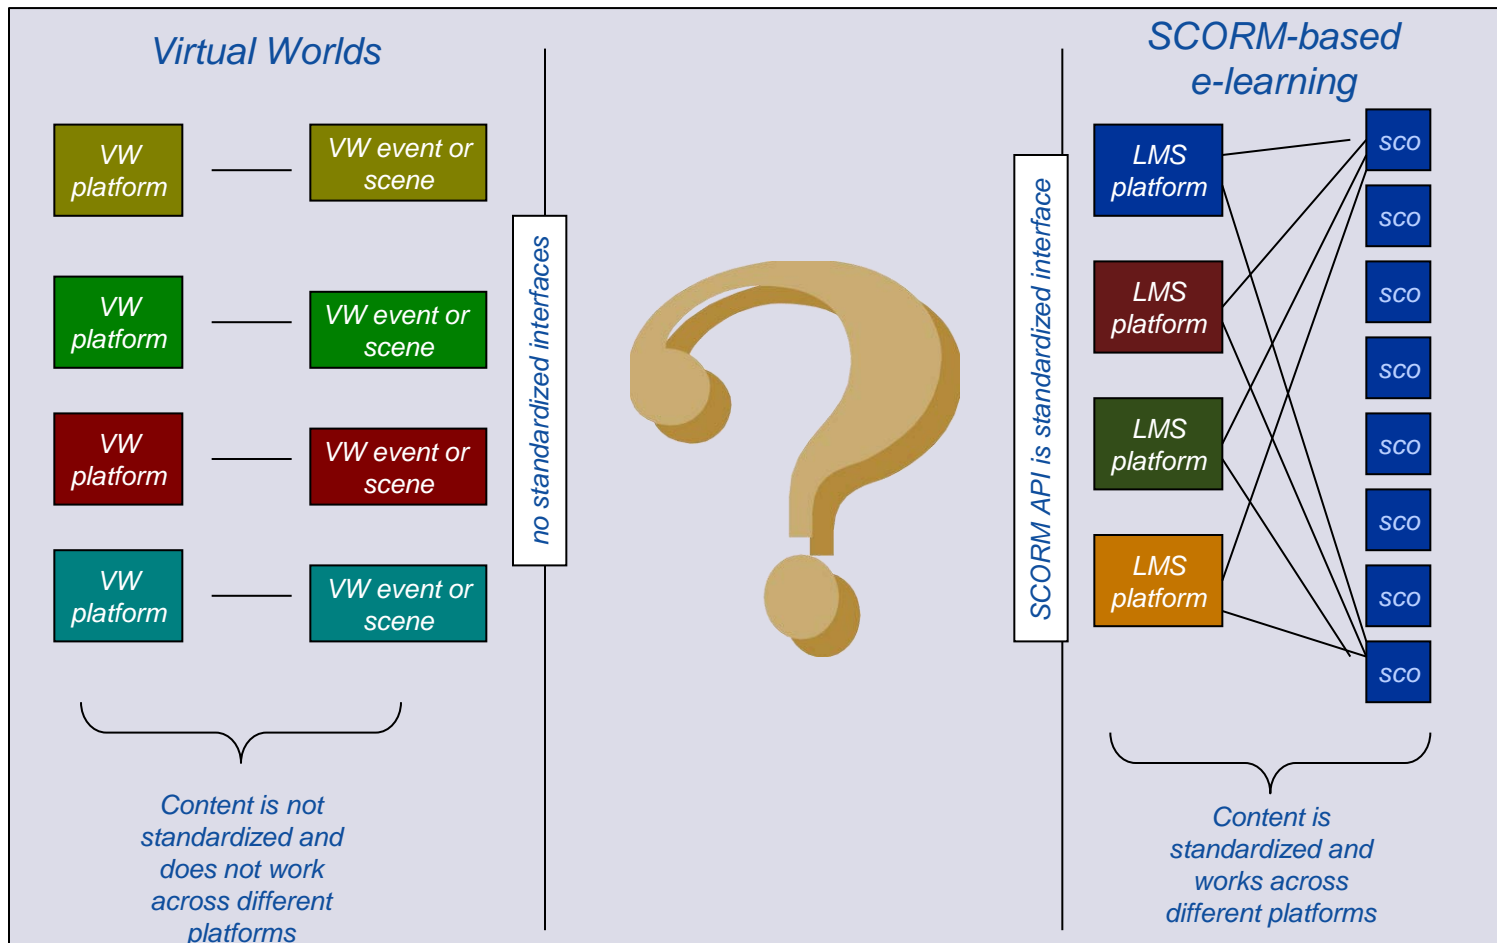 Virtual Worlds
VW
platform
VW event or
scene
VW
platform
VW event or
scene
VW
platform
VW event or
scene
VW
platform
VW event or
scene
Content is not
standardized and
does not work
across different
platforms
no standardized interfaces
SCORM API is standardized interface
SCORM-based
e-learning
LMS
platform
LMS
platform
LMS
platform
LMS
platform
sco
sco
sco
sco
sco
sco
sco
sco
Content is
standardized and
works across
different platforms